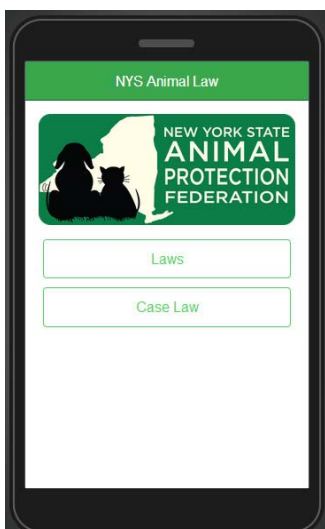 NYS Animal Law
NEW YORK STATE
ANIMAL
PROTECTION
FEDERATION
Laws
Case Law